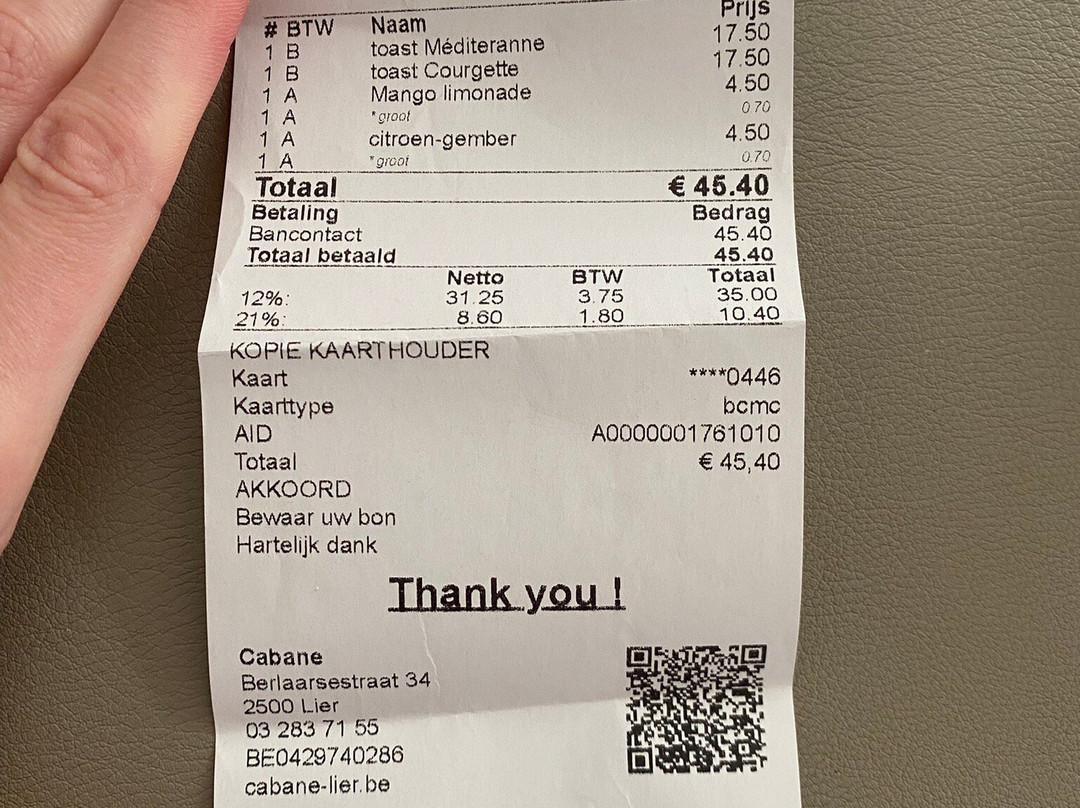 # BTW Naam Prijs
1 B toast Méditeranne 17.50
1 B toast Courgette 17.50
1 A Mango limonade 4.50
1 A *groot 0.70
1 A citroen-gember 4.50
1 A *groot 0.70
Totaal € 45.40
Betaling Bedrag
Bancontact 45.40
Totaal betaald 45.40
Netto BTW Totaal
12%: 31.25 3.75 35.00
21%: 8.60 1.80 10.40
KOPIE KAARTHOUDER
Kaart ****0446
Kaarttype bcmc
AID A0000001761010
Totaal € 45,40
AKKOORD
Bewaar uw bon
Hartelijk dank
Thank you !
Cabane
Berlaarsestraat 34
2500 Lier
03 283 71 55
BE0429740286
cabane-lier.be